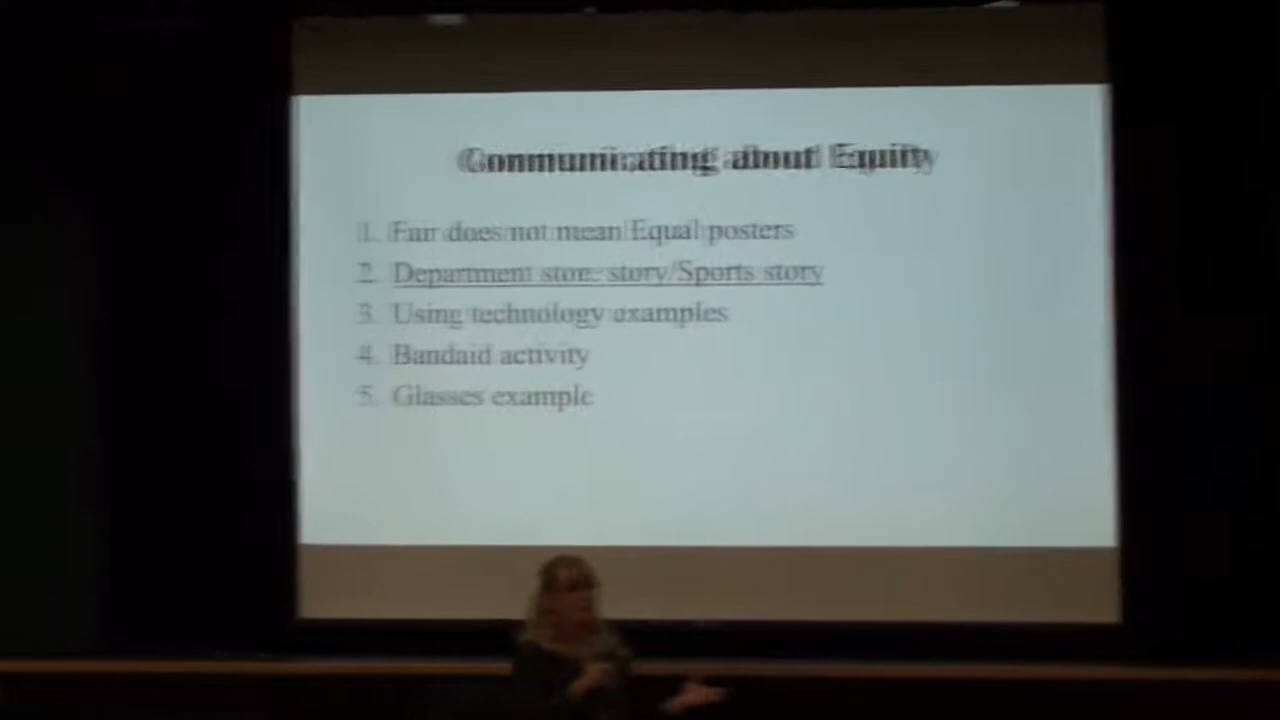 Communicating about Equity
1. Fair does not mean Equal posters
2. Department store story/Sports story
3. Using technology examples
4. Bandaid activity
5. Glasses example